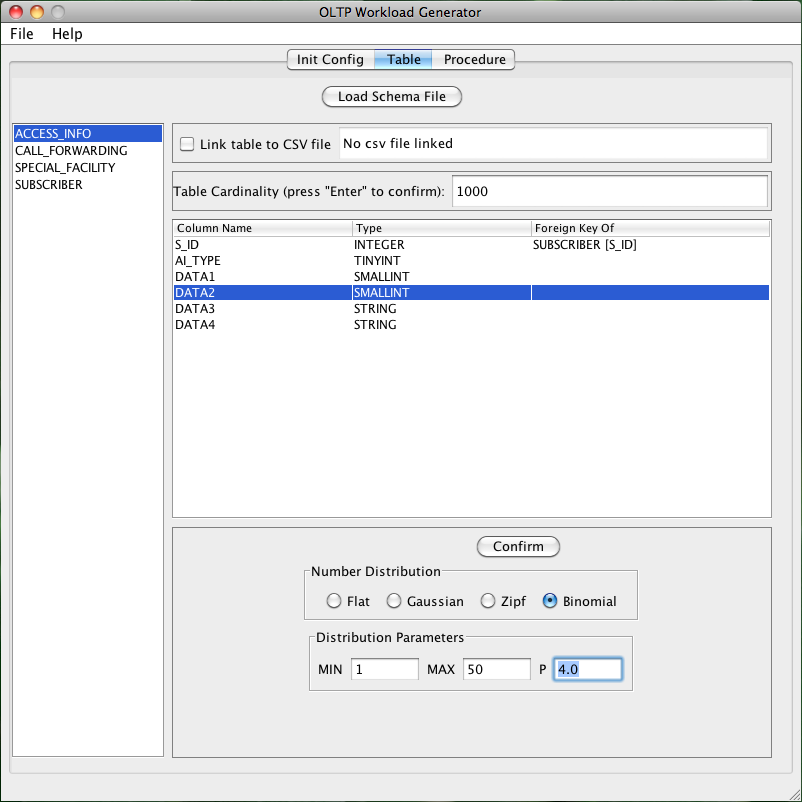 OLTP Workload Generator
File Help
Init Config Table Procedure
Load Schema File
ACCESS_INFO
CALL_FORWARDING
SPECIAL_FACILITY
SUBSCRIBER
Link table to CSV file No csv file linked
Table Cardinality (press "Enter" to confirm): 1000
Column Name Type Foreign Key Of
S_ID INTEGER SUBSCRIBER [S_ID]
AI_TYPE TINYINT
DATA1 SMALLINT
DATA2 SMALLINT
DATA3 STRING
DATA4 STRING
Confirm
Number Distribution
Flat Gaussian Zipf Binomial
Distribution Parameters
MIN 1 MAX 50 P 4.0